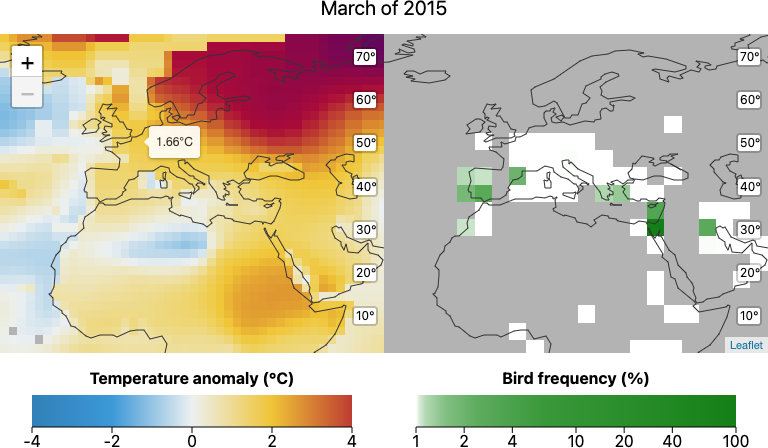 March of 2015
+
−
70°
60°
50°
40°
30°
20°
10°
1.66°C
70°
60°
50°
40°
30°
20°
10°
Leaflet
Temperature anomaly (°C)
-4 -2 0 2 4
Bird frequency (%)
1 2 4 10 20 40 100